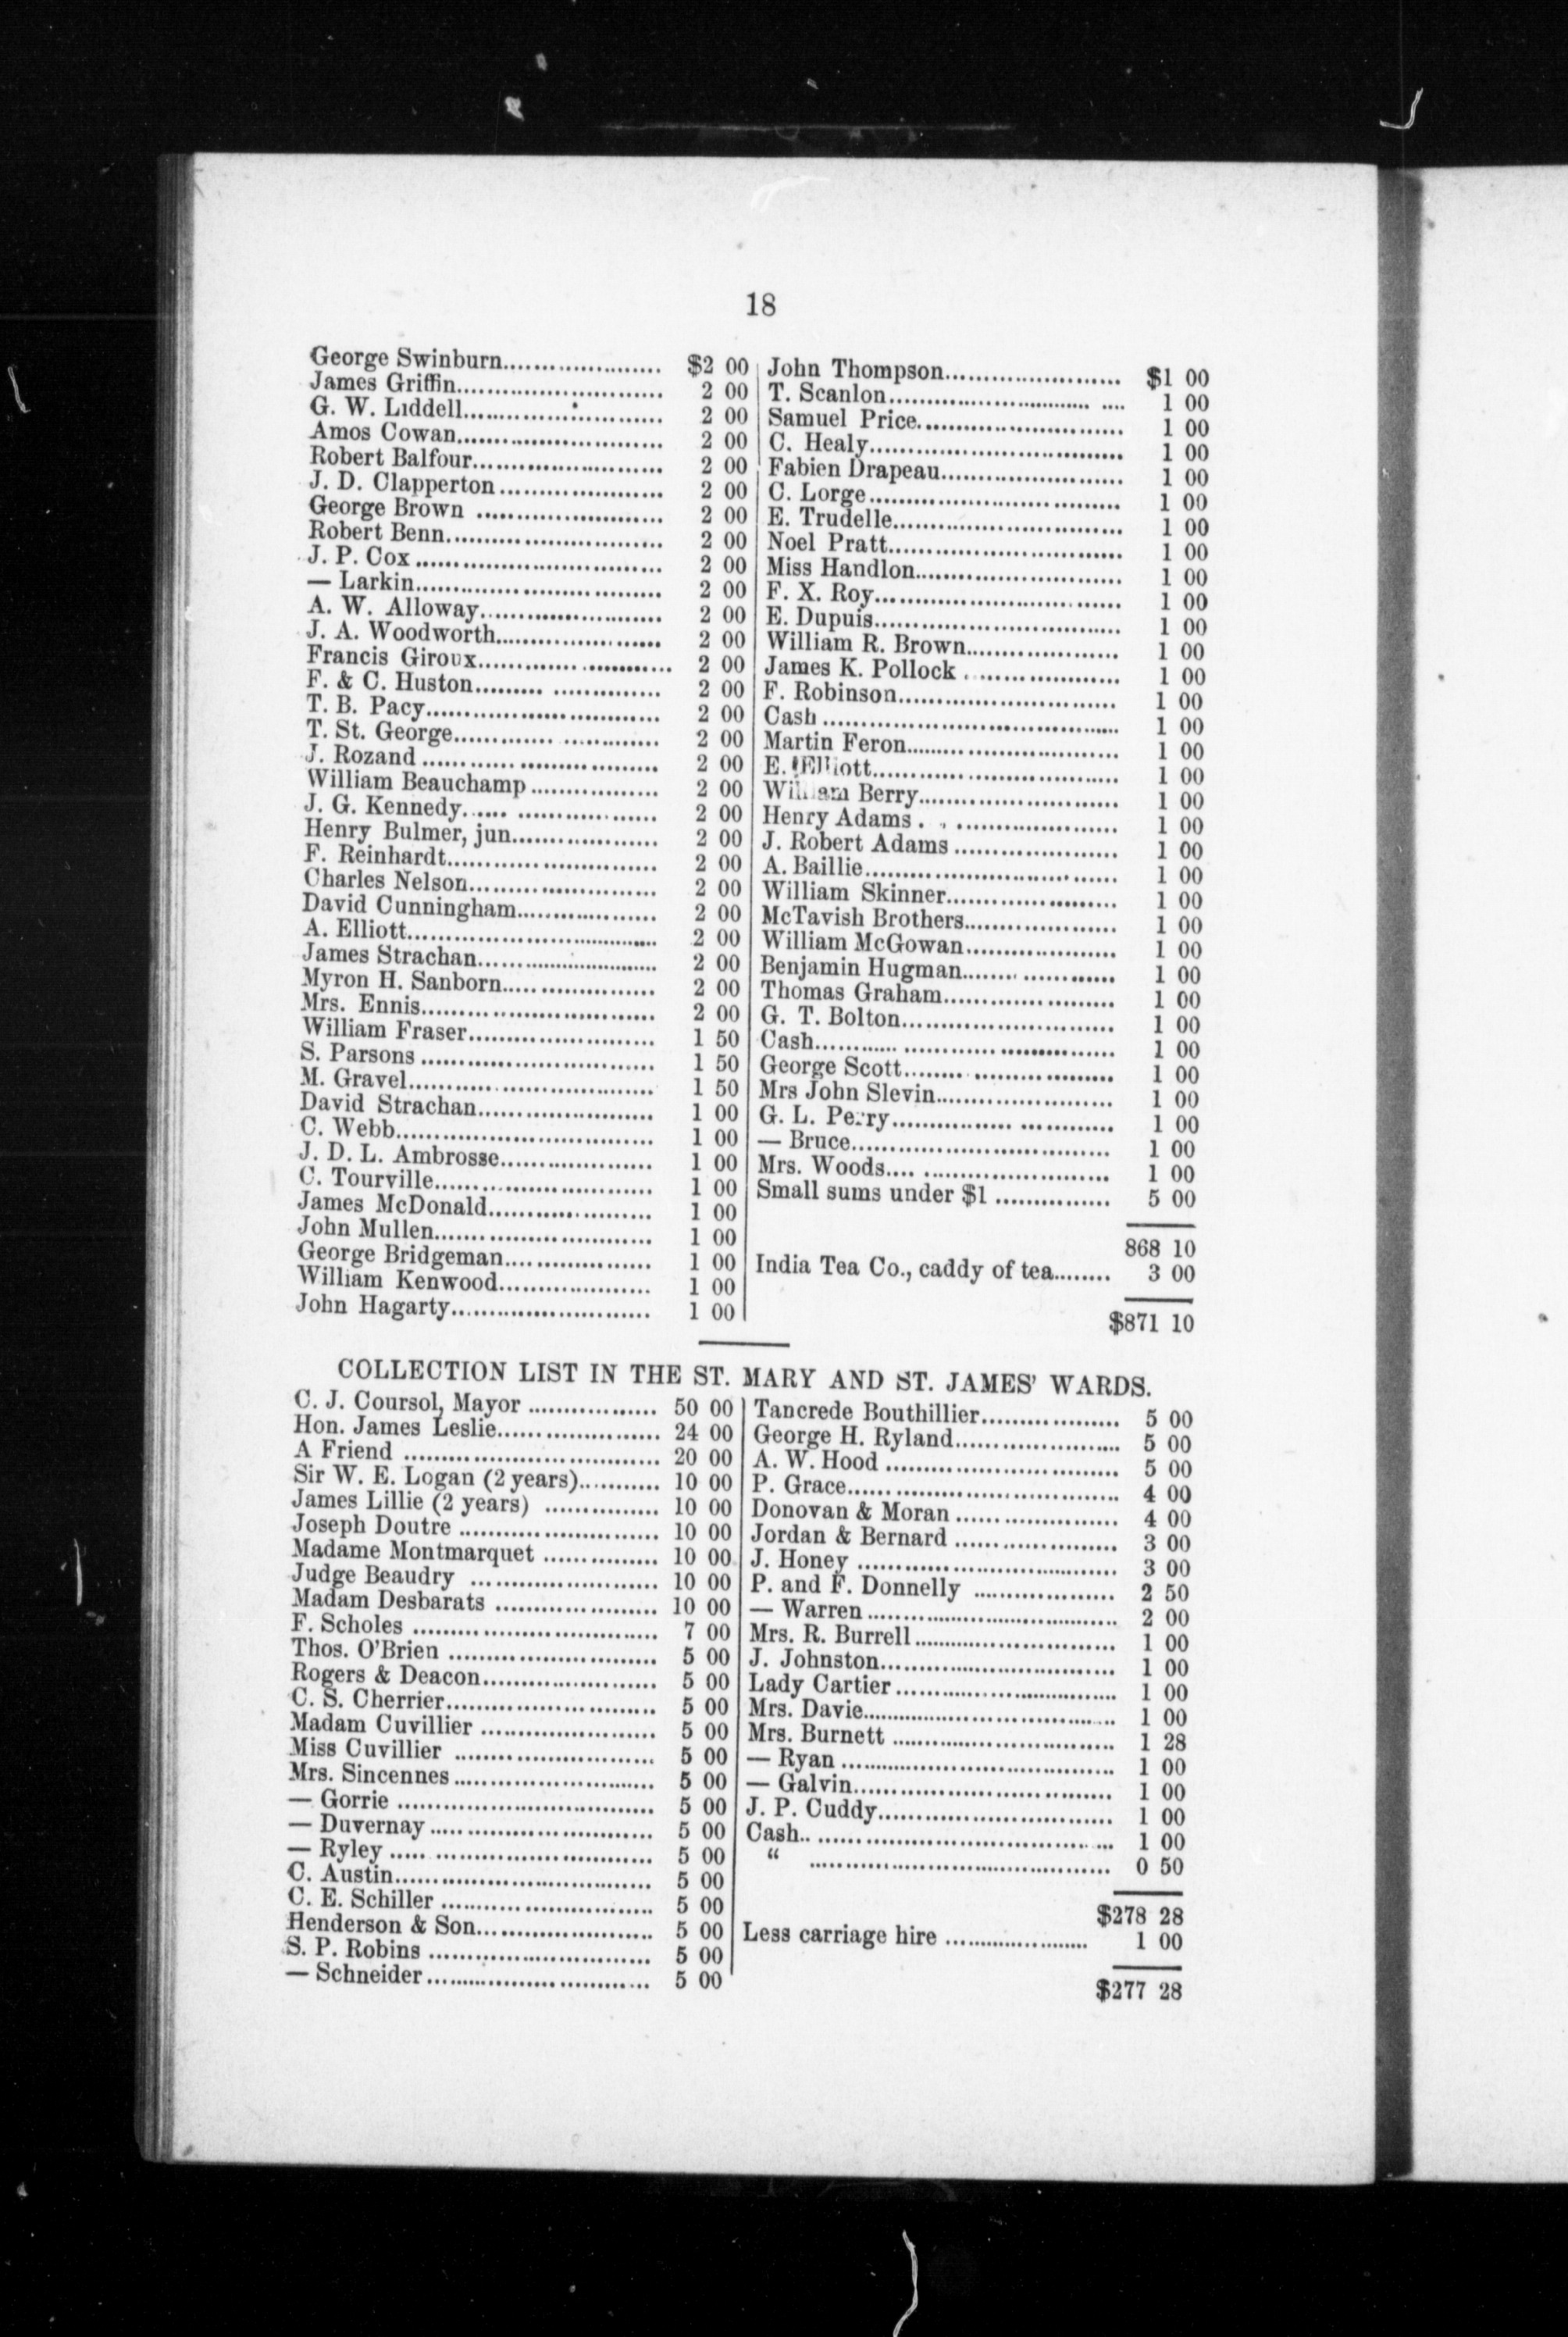 18
George Swinburn........ $2 00
James Griffin........ 2 00
G. W. Liddell........ 2 00
Amos Cowan........ 2 00
Robert Balfour........ 2 00
J. D. Clapperton........ 2 00
George Brown ........ 2 00
Robert Benn........ 2 00
J. P. Cox........ 2 00
— Larkin........ 2 00
A. W. Alloway........ 2 00
J. A. Woodworth........ 2 00
Francis Giroux........ 2 00
F. & C. Huston........ 2 00
T. B. Pacy........ 2 00
T. St. George........ 2 00
J. Rozand ........ 2 00
William Beauchamp........ 2 00
J. G. Kennedy........ 2 00
Henry Bulmer, jun........ 2 00
F. Reinhardt........ 2 00
Charles Nelson........ 2 00
David Cunningham........ 2 00
A. Elliott........ 2 00
James Strachan........ 2 00
Myron H. Sanborn........ 2 00
Mrs. Ennis........ 2 00
William Fraser........ 1 50
S. Parsons ........ 1 50
M. Gravel........ 1 50
David Strachan........ 1 00
C. Webb........ 1 00
J. D. L. Ambrosse........ 1 00
C. Tourville........ 1 00
James McDonald........ 1 00
John Mullen........ 1 00
George Bridgeman........ 1 00
William Kenwood........ 1 00
John Hagarty........ 1 00
John Thompson........ $1 00
T. Scanlon........ 1 00
Samuel Price........ 1 00
C. Healy........ 1 00
Fabien Drapeau........ 1 00
C. Lorge........ 1 00
E. Trudelle........ 1 00
Noel Pratt........ 1 00
Miss Handlon........ 1 00
F. X. Roy........ 1 00
E. Dupuis........ 1 00
William R. Brown........ 1 00
James K. Pollock ........ 1 00
F. Robinson........ 1 00
Cash ........ 1 00
Martin Feron........ 1 00
E. Elliott........ 1 00
William Berry........ 1 00
Henry Adams ........ 1 00
J. Robert Adams ........ 1 00
A. Baillie........ 1 00
William Skinner........ 1 00
McTavish Brothers........ 1 00
William McGowan........ 1 00
Benjamin Hugman........ 1 00
Thomas Graham........ 1 00
G. T. Bolton........ 1 00
Cash........ 1 00
George Scott........ 1 00
Mrs John Slevin........ 1 00
G. L. Perry........ 1 00
— Bruce........ 1 00
Mrs. Woods........ 1 00
Small sums under $1 ........ 5 00
868 10
India Tea Co., caddy of tea........ 3 00
$871 10
COLLECTION LIST IN THE ST. MARY AND ST. JAMES' WARDS.
C. J. Coursol, Mayor ........ 50 00
Hon. James Leslie........ 24 00
A Friend ........ 20 00
Sir W. E. Logan (2 years)........ 10 00
James Lillie (2 years) ........ 10 00
Joseph Doutre ........ 10 00
Madame Montmarquet ........ 10 00
Judge Beaudry ........ 10 00
Madam Desbarats ........ 10 00
F. Scholes ........ 7 00
Thos. O'Brien ........ 5 00
Rogers & Deacon........ 5 00
C. S. Cherrier........ 5 00
Madam Cuvillier ........ 5 00
Miss Cuvillier ........ 5 00
Mrs. Sincennes........ 5 00
— Gorrie ........ 5 00
— Duvernay........ 5 00
— Ryley ........ 5 00
C. Austin........ 5 00
C. E. Schiller ........ 5 00
Henderson & Son........ 5 00
S. P. Robins ........ 5 00
— Schneider........ 5 00
Tancrede Bouthillier........ 5 00
George H. Ryland........ 5 00
A. W. Hood ........ 5 00
P. Grace........ 4 00
Donovan & Moran ........ 4 00
Jordan & Bernard ........ 3 00
J. Honey ........ 3 00
P. and F. Donnelly ........ 2 50
— Warren........ 2 00
Mrs. R. Burrell........ 1 00
J. Johnston........ 1 00
Lady Cartier........ 1 00
Mrs. Davie........ 1 00
Mrs. Burnett ........ 1 28
— Ryan ........ 1 00
— Galvin........ 1 00
J. P. Cuddy........ 1 00
Cash........ 1 00
" ........ 0 50
$278 28
Less carriage hire ........ 1 00
$277 28